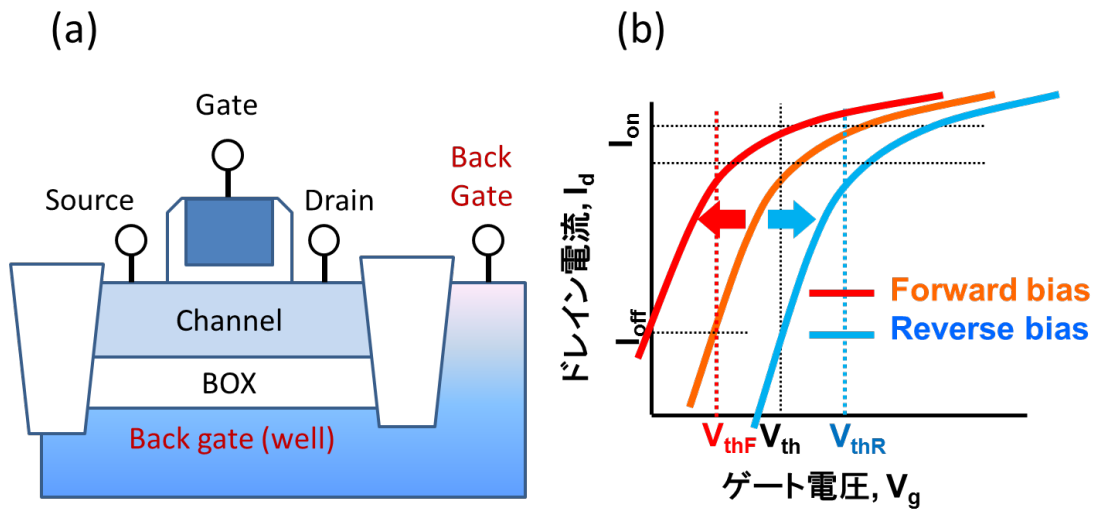 (a)
Gate
Source
Drain
Back
Gate
Channel
BOX
Back gate (well)
(b)
Ion
Ioff
ドレイン電流, Id
Forward bias
Reverse bias
VthF
Vth
VthR
ゲート電圧, Vg